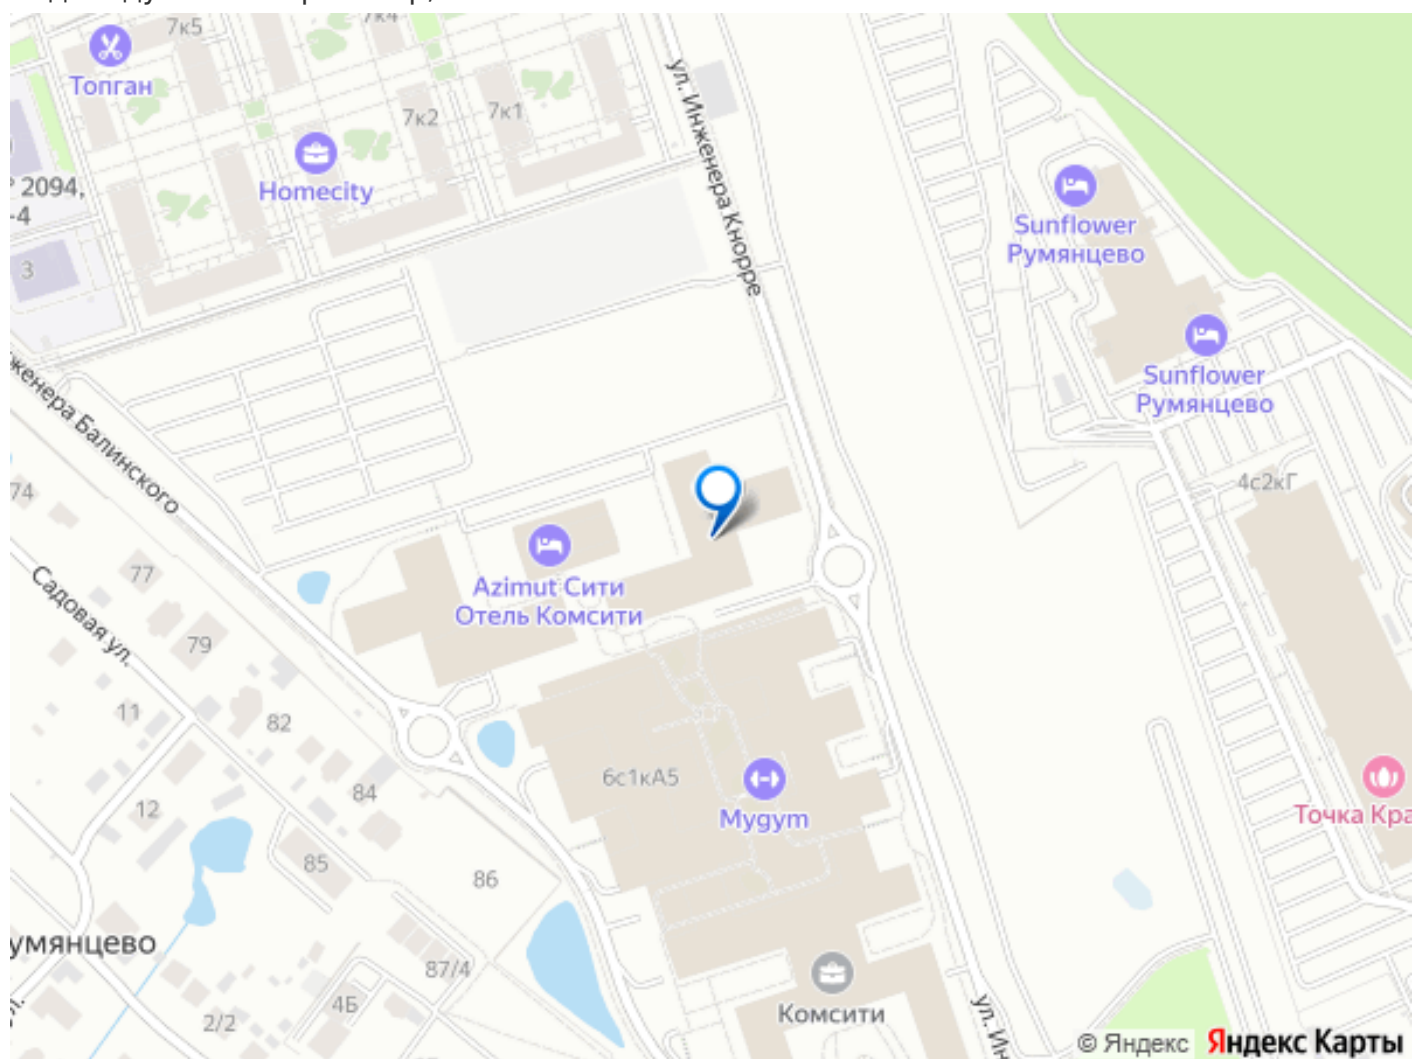 7к5
7к4
Топган
7к2
7к1
Homecity
2094,
-4
3
ул. Инженера Кнорре
Sunflower
Румянцево
Sunflower
Румянцево
женера Балинского
74
4с2кГ
77
Садовая ул.
79
Azimut Сити
Отель Комсити
11
82
6с1кА5
84
12
Mygym
85
86
Точка Кра
умянцево
87/4
4Б
2/2
Комсити
ул. Ин
© Яндекс Яндекс Карты